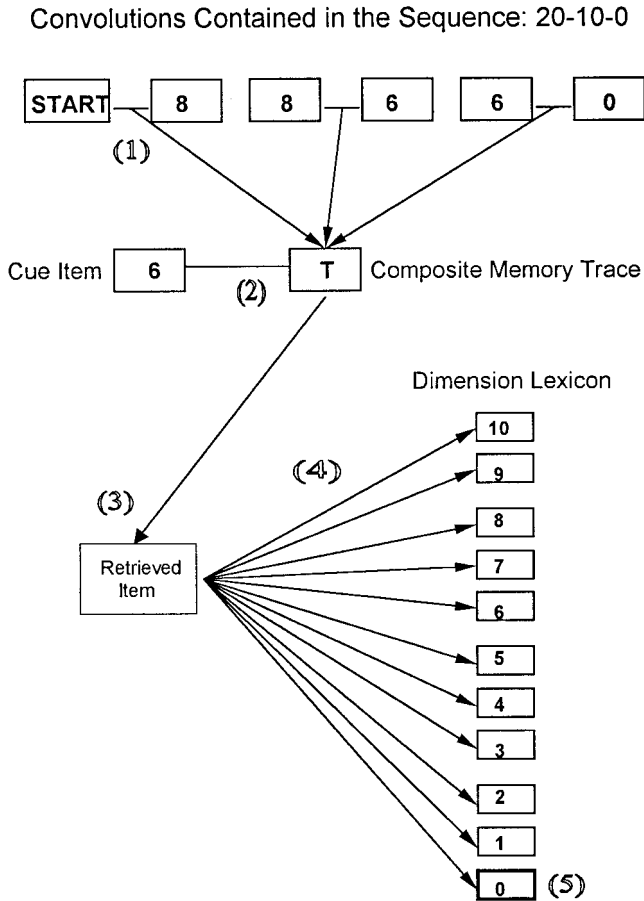 Convolutions Contained in the Sequence: 20-10-0
START 8 8 6 6 0
(1)
Cue Item 6 T Composite Memory Trace
(2)
Dimension Lexicon
10
(4)
9
(3)
8
Retrieved
Item
7
6
5
4
3
2
1
0 (5)